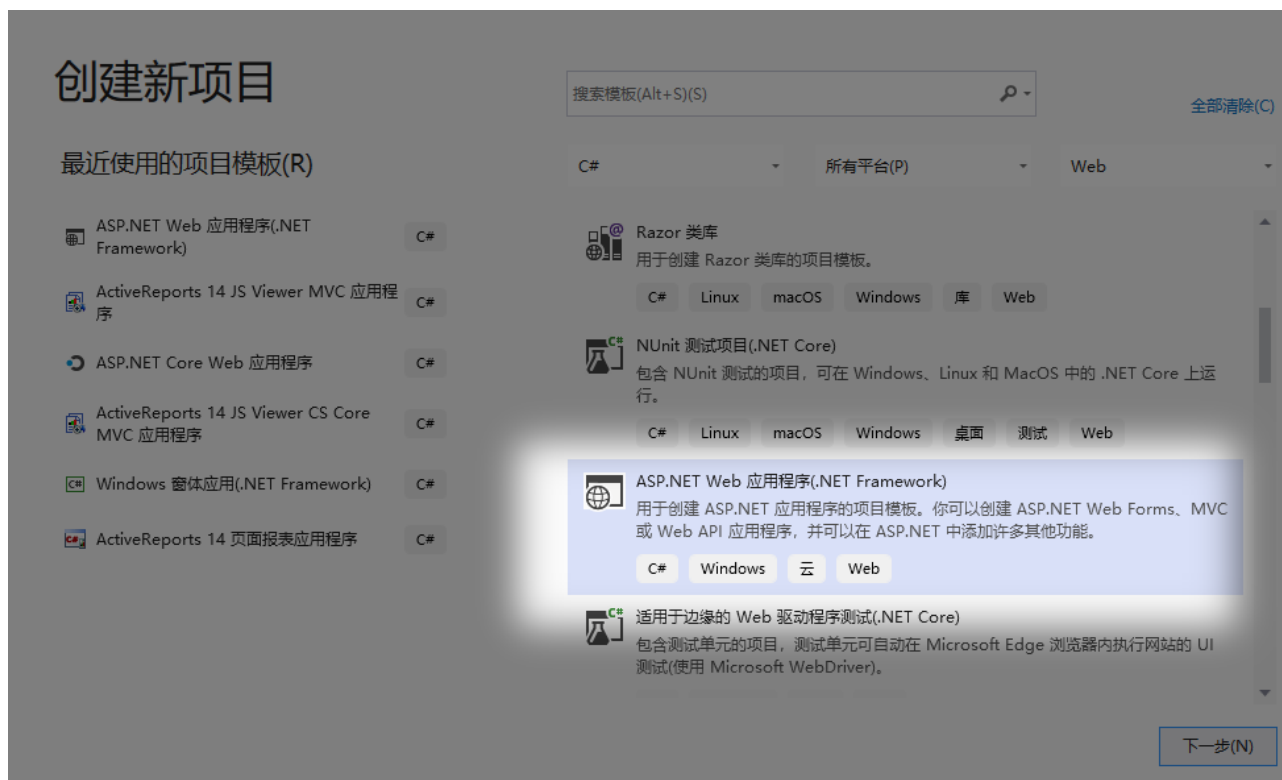 创建新项目
搜索模板(Alt+S)(S)
全部清除(C)
最近使用的项目模板(R)
C#
所有平台(P)
Web
ASP.NET Web 应用程序(.NET
Framework)
C#
ActiveReports 14 JS Viewer MVC 应用程
序
C#
ASP.NET Core Web 应用程序
C#
ActiveReports 14 JS Viewer CS Core
MVC 应用程序
C#
Windows 窗体应用(.NET Framework)
C#
ActiveReports 14 页面报表应用程序
C#
Razor 类库
用于创建 Razor 类库的项目模板。
C# Linux macOS Windows 库 Web
NUnit 测试项目(.NET Core)
包含 NUnit 测试的项目，可在 Windows、Linux 和 MacOS 中的 .NET Core 上运
行。
C# Linux macOS Windows 桌面 测试 Web
ASP.NET Web 应用程序(.NET Framework)
用于创建 ASP.NET 应用程序的项目模板。你可以创建 ASP.NET Web Forms、MVC
或 Web API 应用程序，并可以在 ASP.NET 中添加许多其他功能。
C# Windows 云 Web
适用于边缘的 Web 驱动程序测试(.NET Core)
包含测试单元的项目，测试单元可自动在 Microsoft Edge 浏览器内执行网站的 UI
测试(使用 Microsoft WebDriver)。
下一步(N)